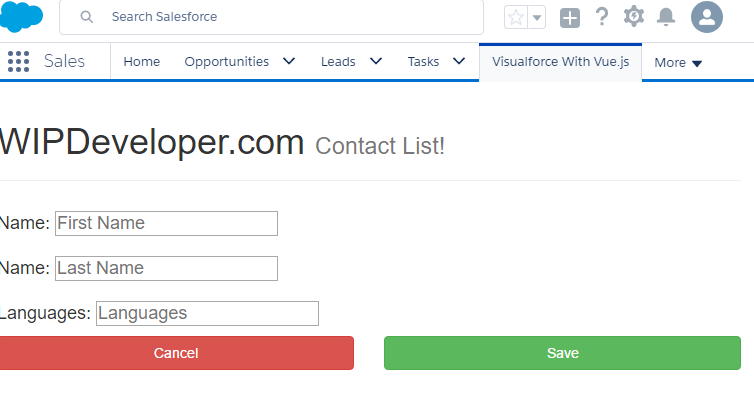 Search Salesforce
Sales Home Opportunities Leads Tasks Visualforce With Vue.js More
WIPDeveloper.com Contact List!
Name: First Name
Name: Last Name
Languages: Languages
Cancel Save